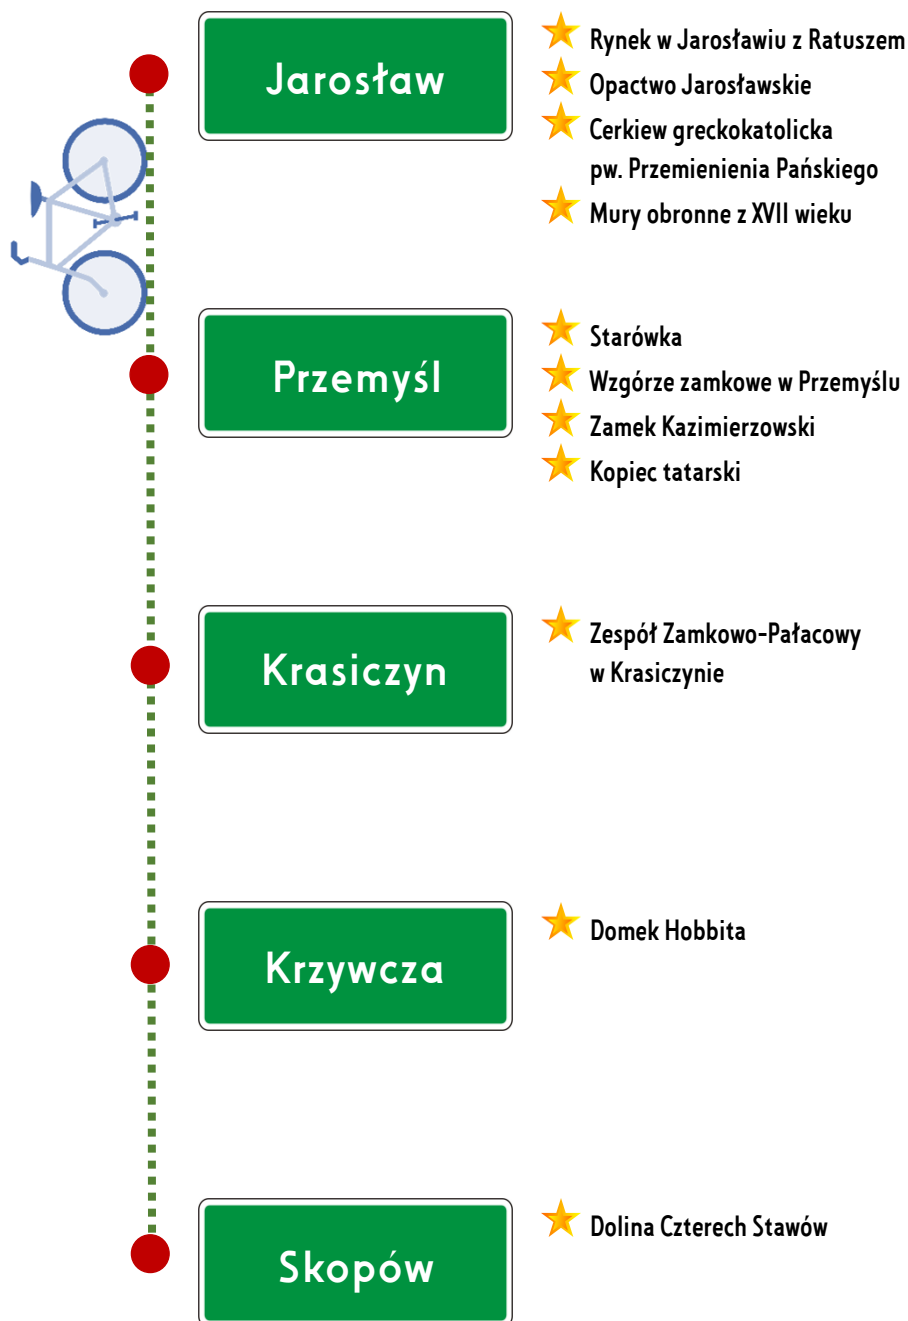 Jarosław
Rynek w Jarosławiu z Ratuszem
Opactwo Jarosławskie
Cerkiew greckokatolicka
pw. Przemienienia Pańskiego
Mury obronne z XVII wieku
Przemyśl
Starówka
Wzgórze zamkowe w Przemyślu
Zamek Kazimierzowski
Kopiec tatarski
Krasiczyn
Zespół Zamkowo-Pałacowy
w Krasiczynie
Krzywcza
Domek Hobbita
Skopów
Dolina Czterech Stawów